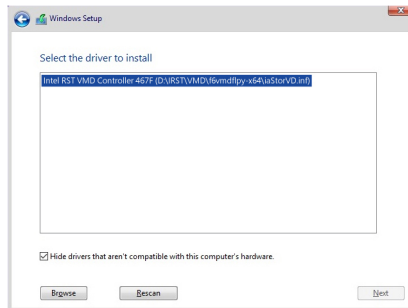 Windows Setup
Select the driver to install
Intel RST VMD Controller 467F (D:\IRST\VMD\f6vmdflpy-x64\iaStorVD.inf)
Hide drivers that aren't compatible with this computer's hardware.
Browse
Rescan
Next